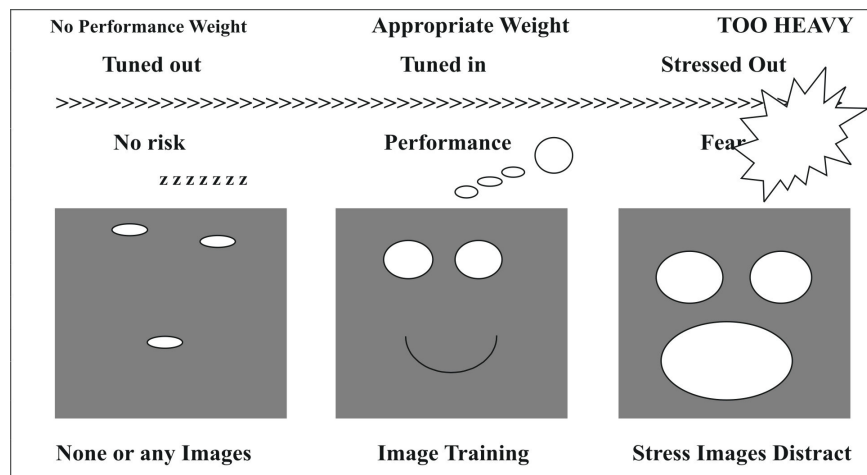 No Performance Weight Appropriate Weight TOO HEAVY
Tuned out Tuned in Stressed Out
>>>>>>>>>>>>>>>>>>>>>>>>>>>>>>>>>>>>>>>>>>>>>>>>>>>>>>>>>
No risk Performance Fear
z z z z z z z
None or any Images Image Training Stress Images Distract